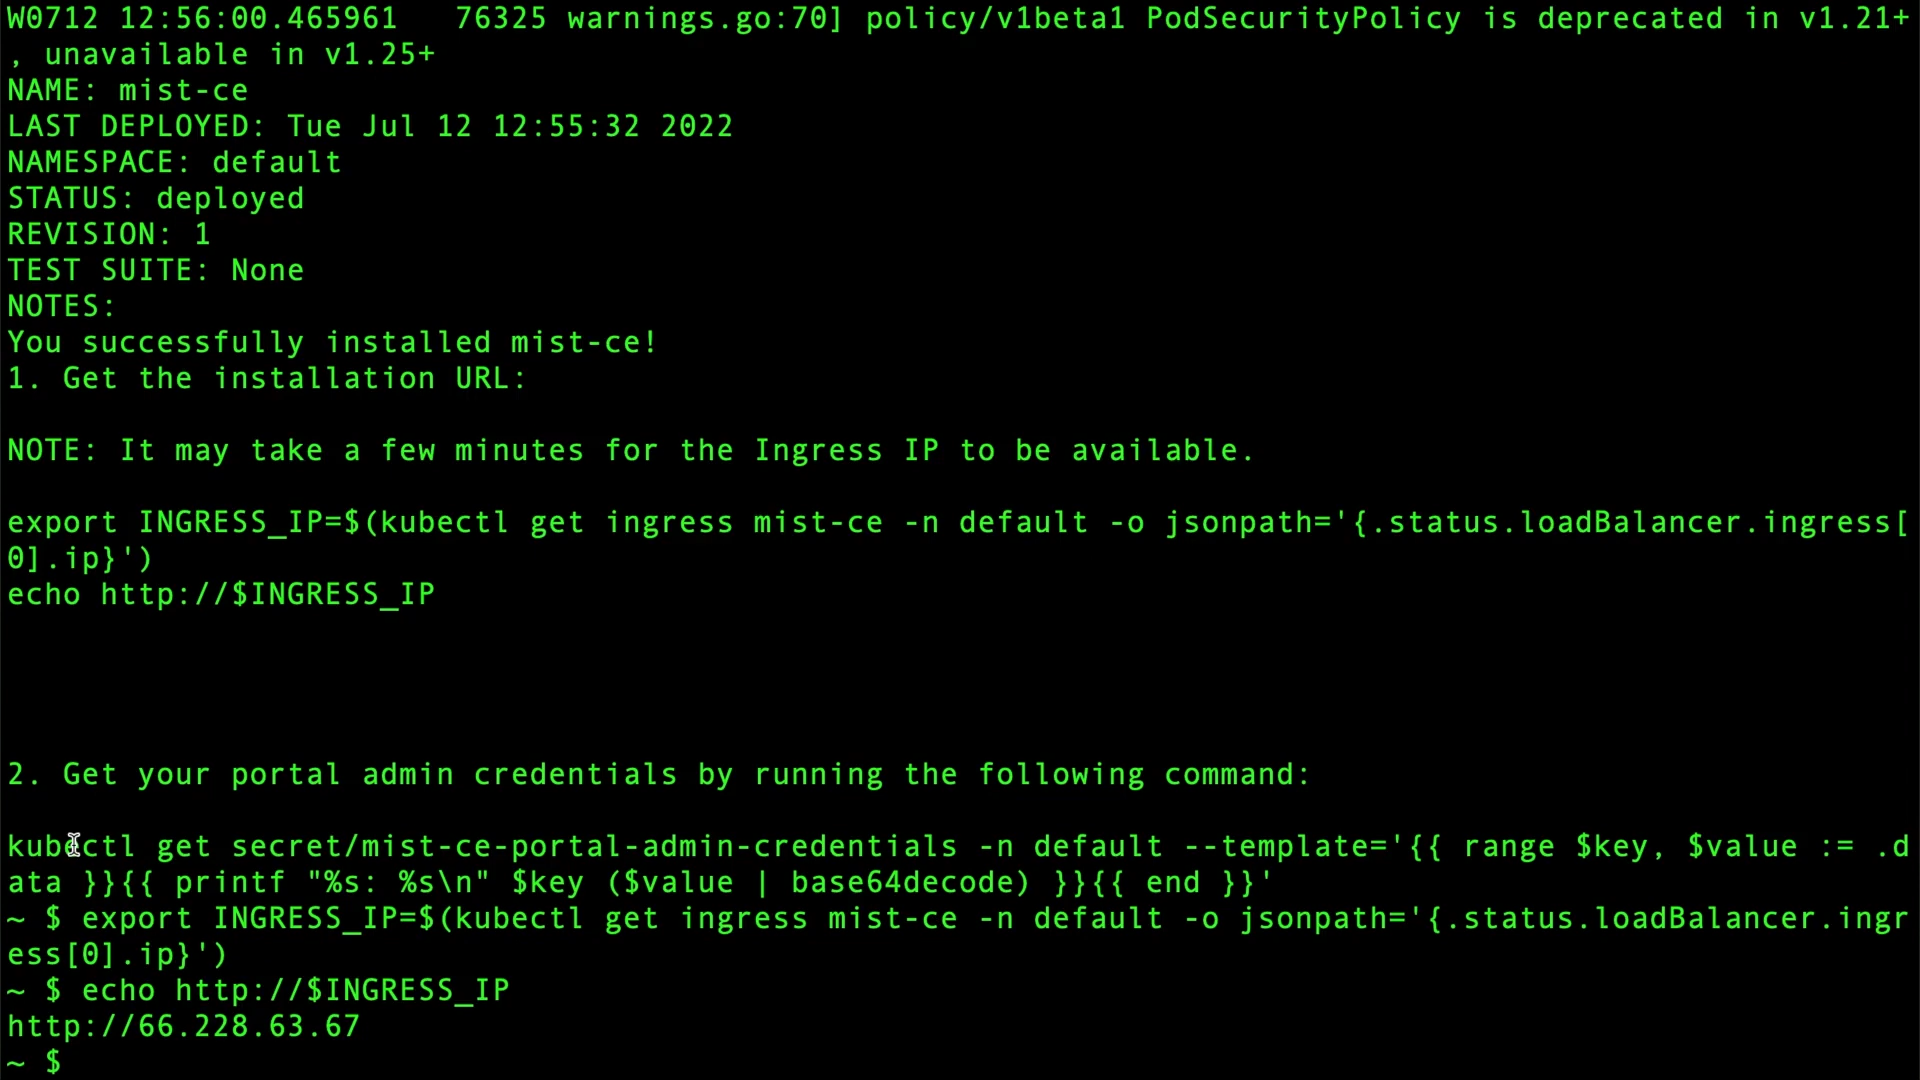 W0712 12:56:00.465961   76325 warnings.go:70] policy/v1beta1 PodSecurityPolicy is deprecated in v1.21+
, unavailable in v1.25+
NAME: mist-ce
LAST DEPLOYED: Tue Jul 12 12:55:32 2022
NAMESPACE: default
STATUS: deployed
REVISION: 1
TEST SUITE: None
NOTES:
You successfully installed mist-ce!
1. Get the installation URL:
NOTE: It may take a few minutes for the Ingress IP to be available.
export INGRESS_IP=$(kubectl get ingress mist-ce -n default -o jsonpath='{.status.loadBalancer.ingress[
0].ip}')
echo http://$INGRESS_IP
2. Get your portal admin credentials by running the following command:
kubectl get secret/mist-ce-portal-admin-credentials -n default --template='{{ range $key, $value := .d
ata }}{{ printf "%s: %s\n" $key ($value | base64decode) }}{{ end }}'
~ $ export INGRESS_IP=$(kubectl get ingress mist-ce -n default -o jsonpath='{.status.loadBalancer.ingr
ess[0].ip}')
~ $ echo http://$INGRESS_IP
http://66.228.63.67
~ $